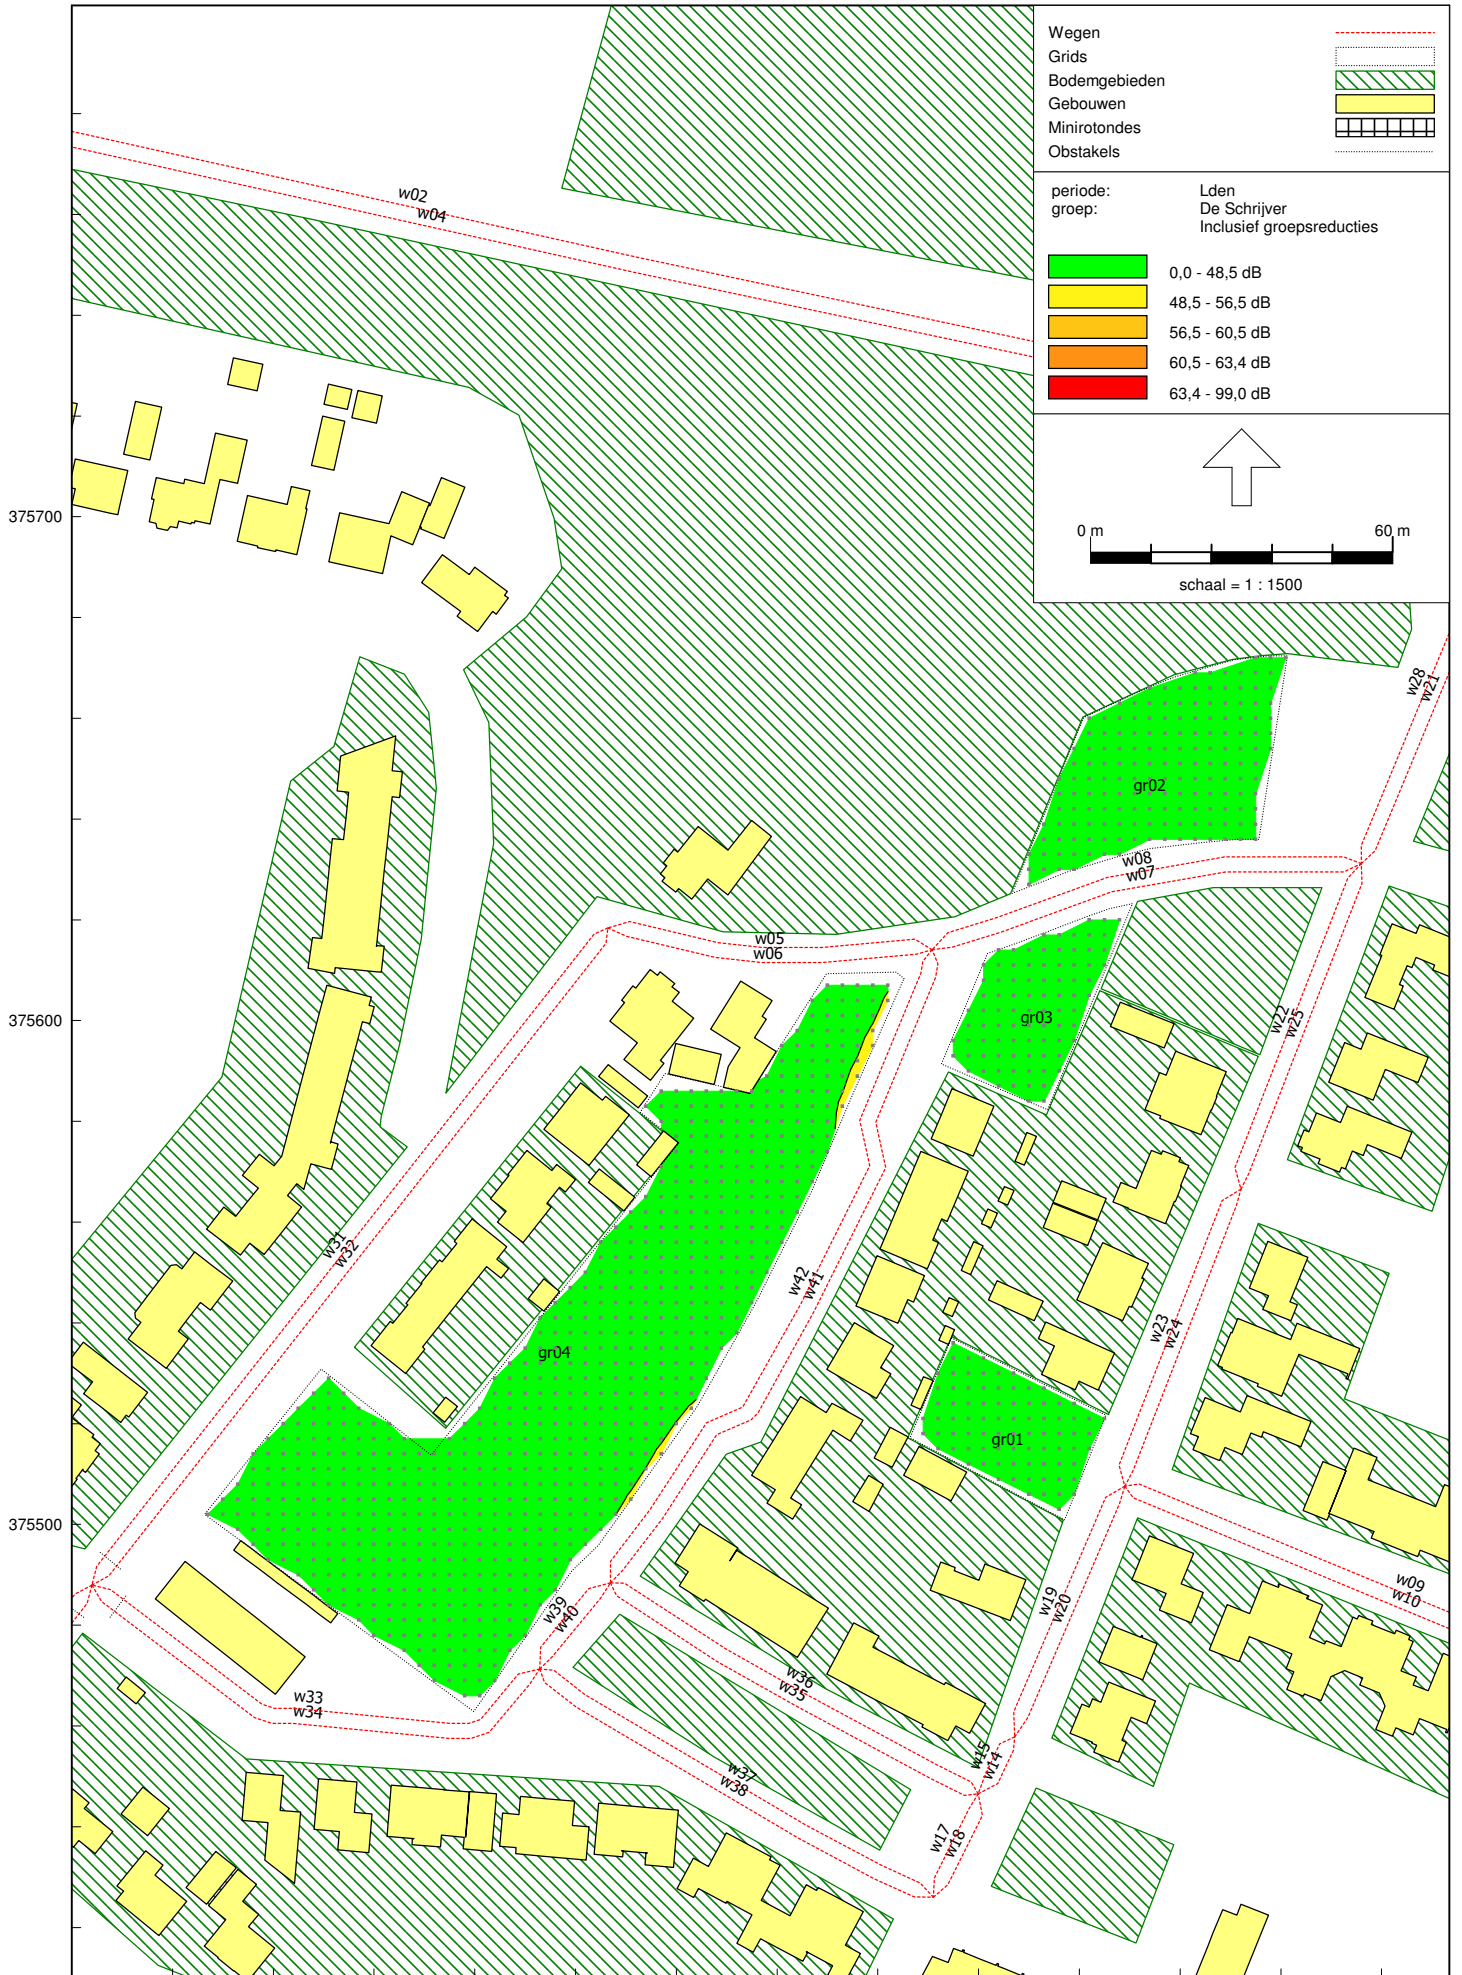 Wegen
Grids
Bodemgebieden
Gebouwen
Minirotondes
Obstakels
periode: Lden
groep: De Schrijver
Inclusief groepsreducties
0,0 - 48,5 dB
48,5 - 56,5 dB
56,5 - 60,5 dB
60,5 - 63,4 dB
63,4 - 99,0 dB
0 m 60 m
schaal = 1 : 1500
w02
w04
375700
w28
w21
gr02
w08
w07
w05
w06
375600
gr03
w22
w25
w31
w32
w42
w41
w23
w24
gr04
gr01
375500
w09
w10
w39
w40
w19
w20
w36
w35
w33
w34
w15
w14
w37
w38
w17
w18